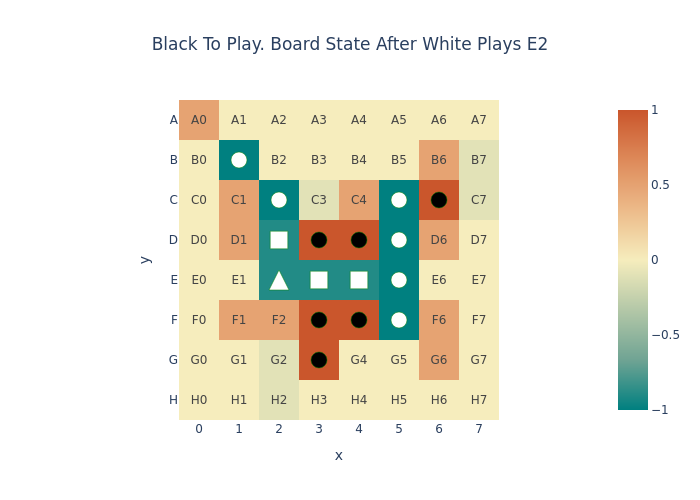 Black To Play. Board State After White Plays E2
A A0 A1 A2 A3 A4 A5 A6 A7
B B0 B2 B3 B4 B5 B6 B7
C C0 C1 C3 C4 C7
D D0 D1 D6 D7
E E0 E1 E6 E7
F F0 F1 F2 F6 F7
G G0 G1 G2 G4 G5 G6 G7
H H0 H1 H2 H3 H4 H5 H6 H7
0 1 2 3 4 5 6 7
x
y
1
0.5
0
−0.5
−1